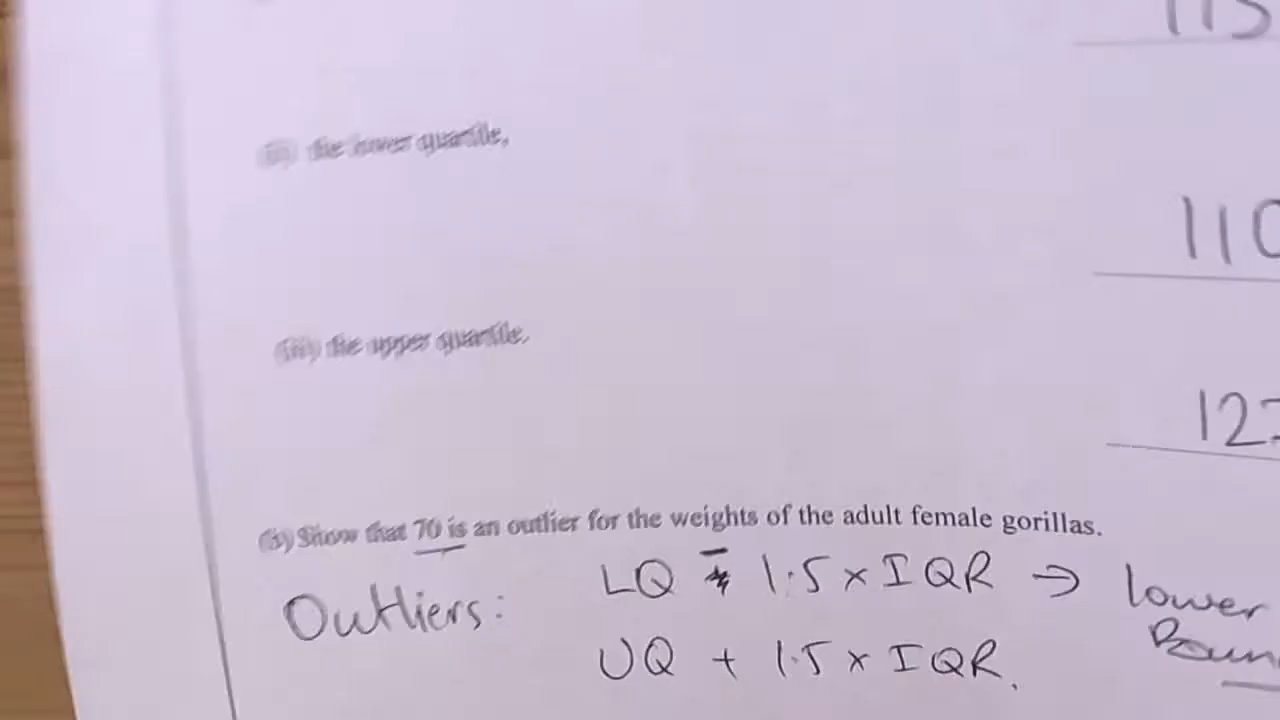 115
(ii) the lower quartile,
110
(iii) the upper quartile.
(b) Show that 70 is an outlier for the weights of the adult female gorillas.
Outliers: LQ - 1.5 × IQR → lower
UQ + 1.5 × IQR.